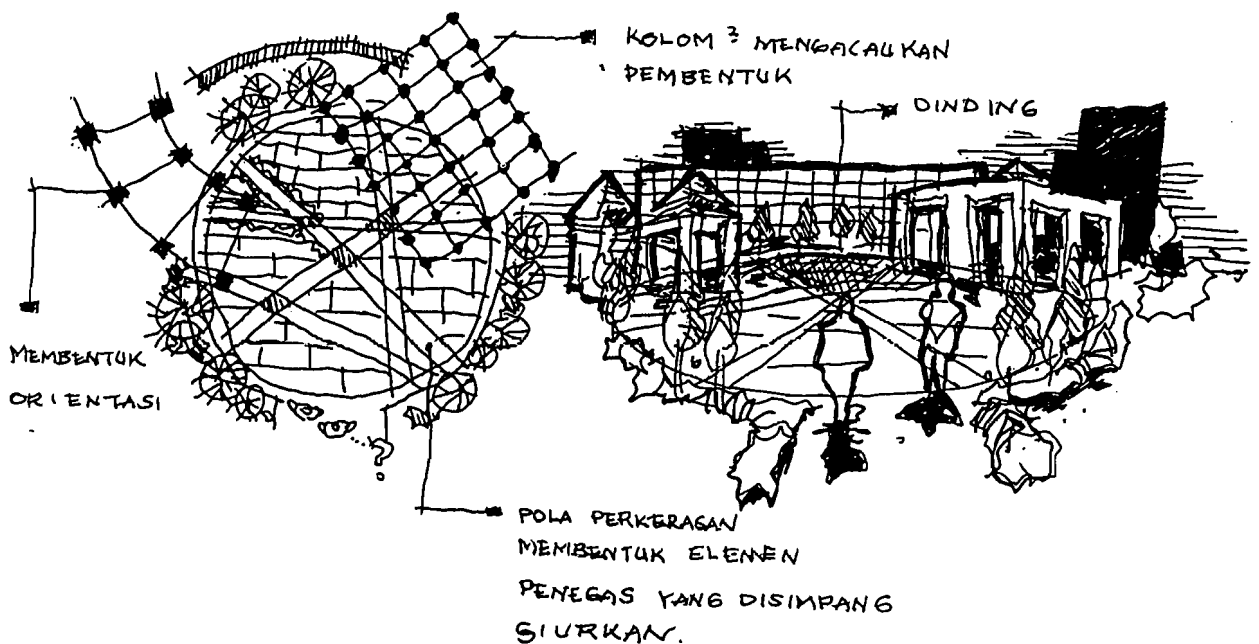 KOLOM ² MENGACAUKAN
PEMBENTUK
DINDING
MEMBENTUK
ORIENTASI
?
POLA PERKERASAN
MEMBENTUK ELEMEN
PENEGAS YANG DISIMPANG
SIURKAN.